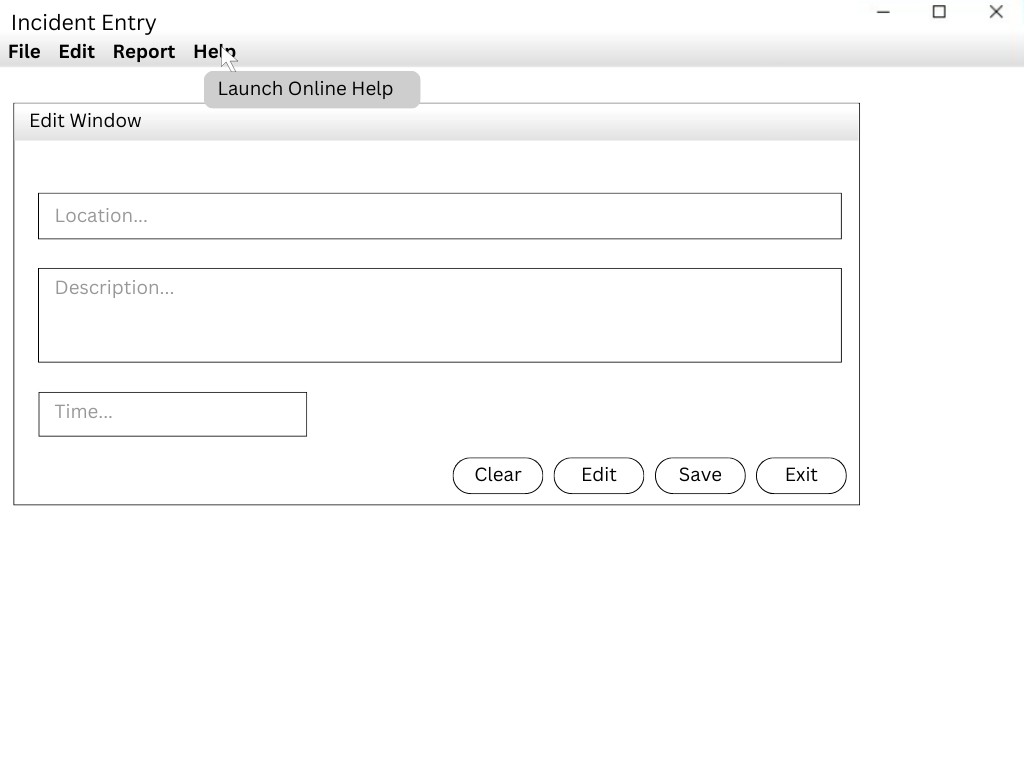 Incident Entry
File Edit Report Help
Launch Online Help
Edit Window
Location...
Description...
Time...
Clear Edit Save Exit